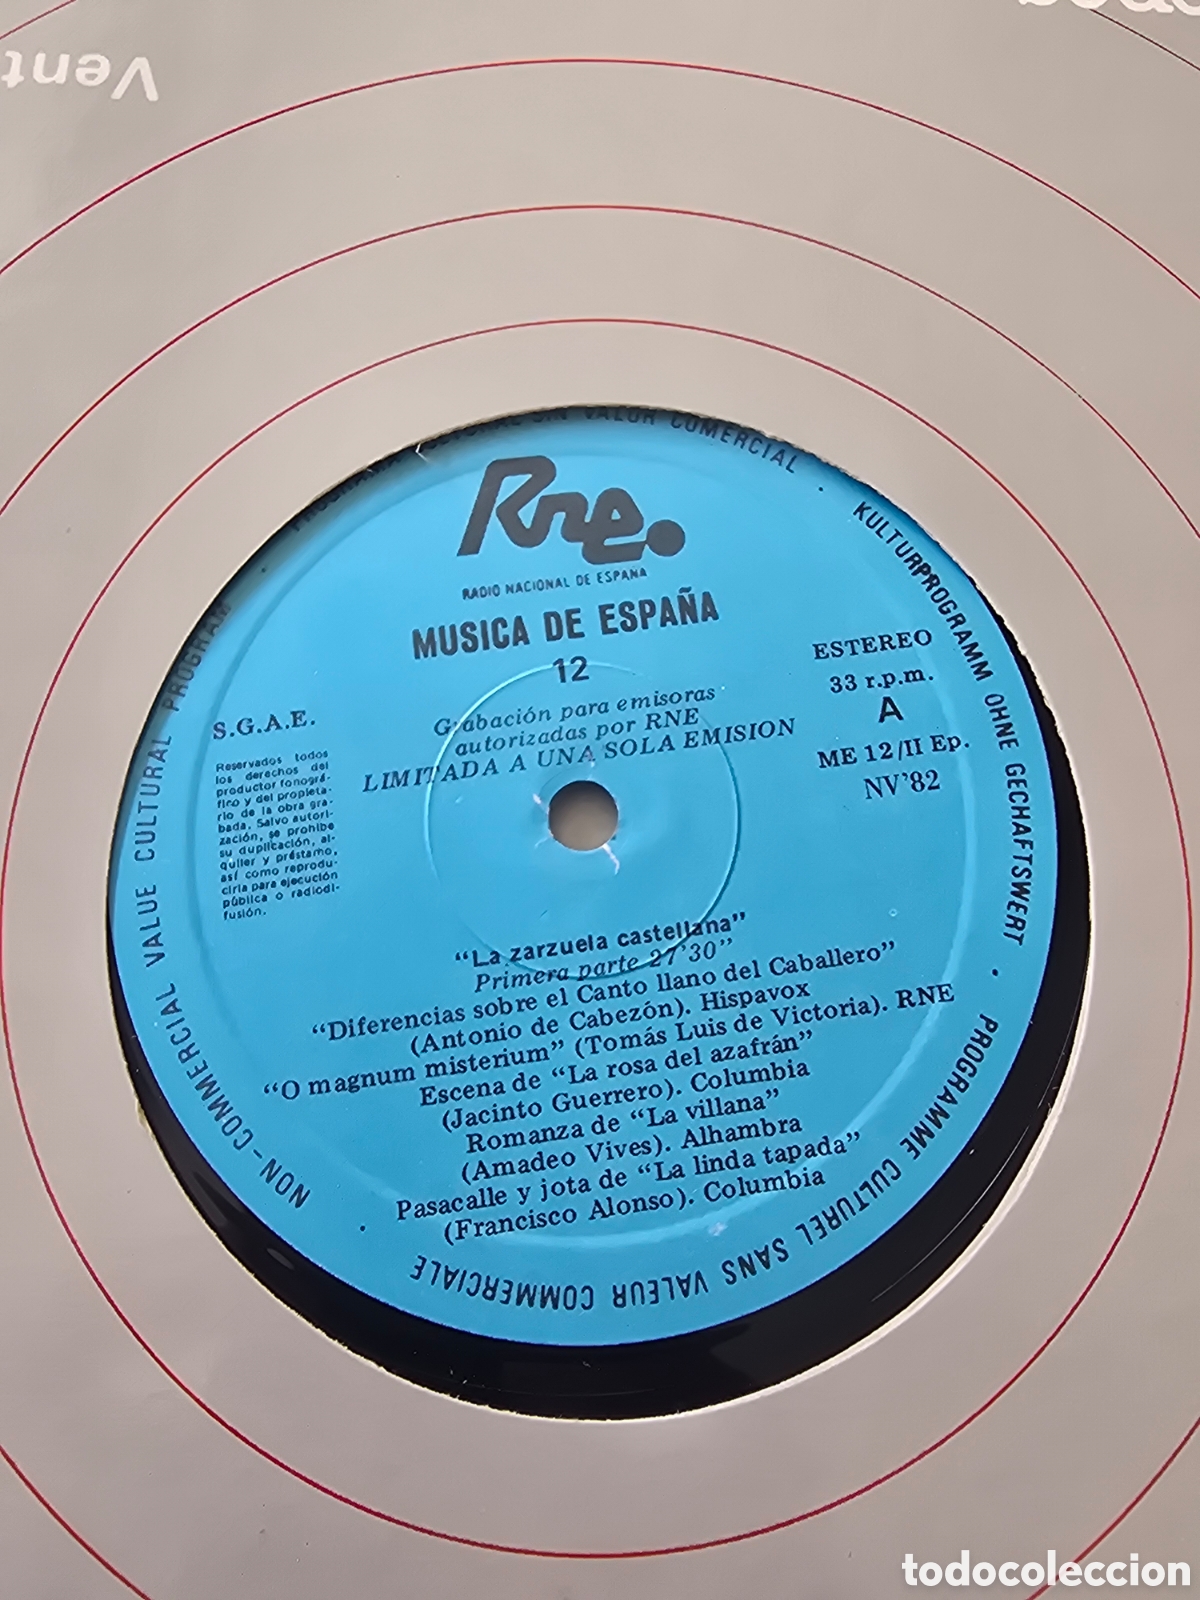 Vent
Rne.
RADIO NACIONAL DE ESPAÑA
MUSICA DE ESPAÑA
12
Grabación para emisoras
autorizadas por RNE
LIMITADA A UNA SOLA EMISION
S.G.A.E.
Reservados todos
los derechos del
productor fonográ-
fico y del propieta-
rio de la obra gra-
bada. Salvo autori-
zación, se prohibe
su duplicación, al-
quiler y préstamo,
así como reprodu-
cirla para ejecución
pública o radiodi-
fusión.
ESTEREO
33 r.p.m.
A
ME 12/II Ep.
NV'82
“La zarzuela castellana”
Primera parte 27'30”
“Diferencias sobre el Canto llano del Caballero”
(Antonio de Cabezón). Hispavox
“O magnum misterium” (Tomás Luis de Victoria). RNE
Escena de “La rosa del azafrán”
(Jacinto Guerrero). Columbia
Romanza de “La villana”
(Amadeo Vives). Alhambra
Pasacalle y jota de “La linda tapada”
(Francisco Alonso). Columbia
SIN VALOR COMERCIAL
KULTURPROGRAMM OHNE GECHAFTSWERT
PROGRAMME CULTUREL SANS VALEUR COMMERCIALE
NON-COMMERCIAL VALUE CULTURAL PROGRAM
todocoleccion